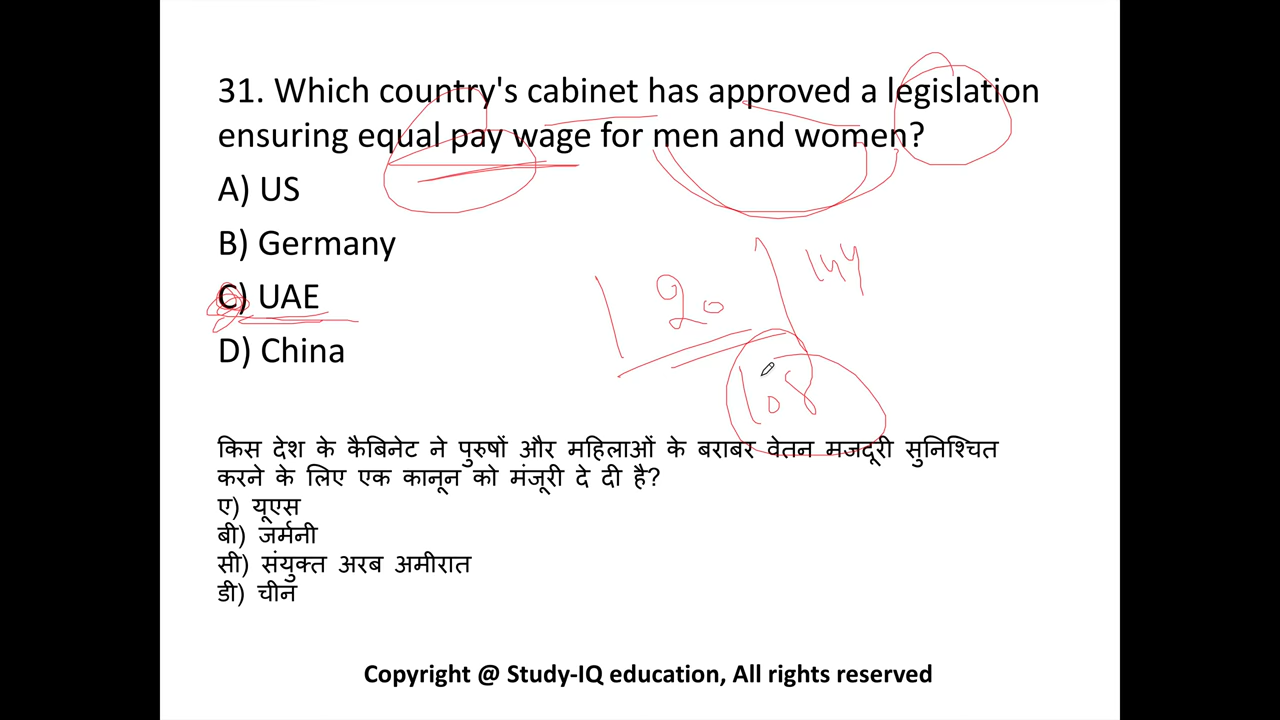 31. Which country's cabinet has approved a legislation
ensuring equal pay wage for men and women?
A) US
B) Germany
C) UAE
D) China
120
144
108
किस देश के कैबिनेट ने पुरुषों और महिलाओं के बराबर वेतन मजदूरी सुनिश्चित
करने के लिए एक कानून को मंजूरी दे दी है?
ए) यूएस
बी) जर्मनी
सी) संयुक्त अरब अमीरात
डी) चीन
Copyright @ Study-IQ education, All rights reserved